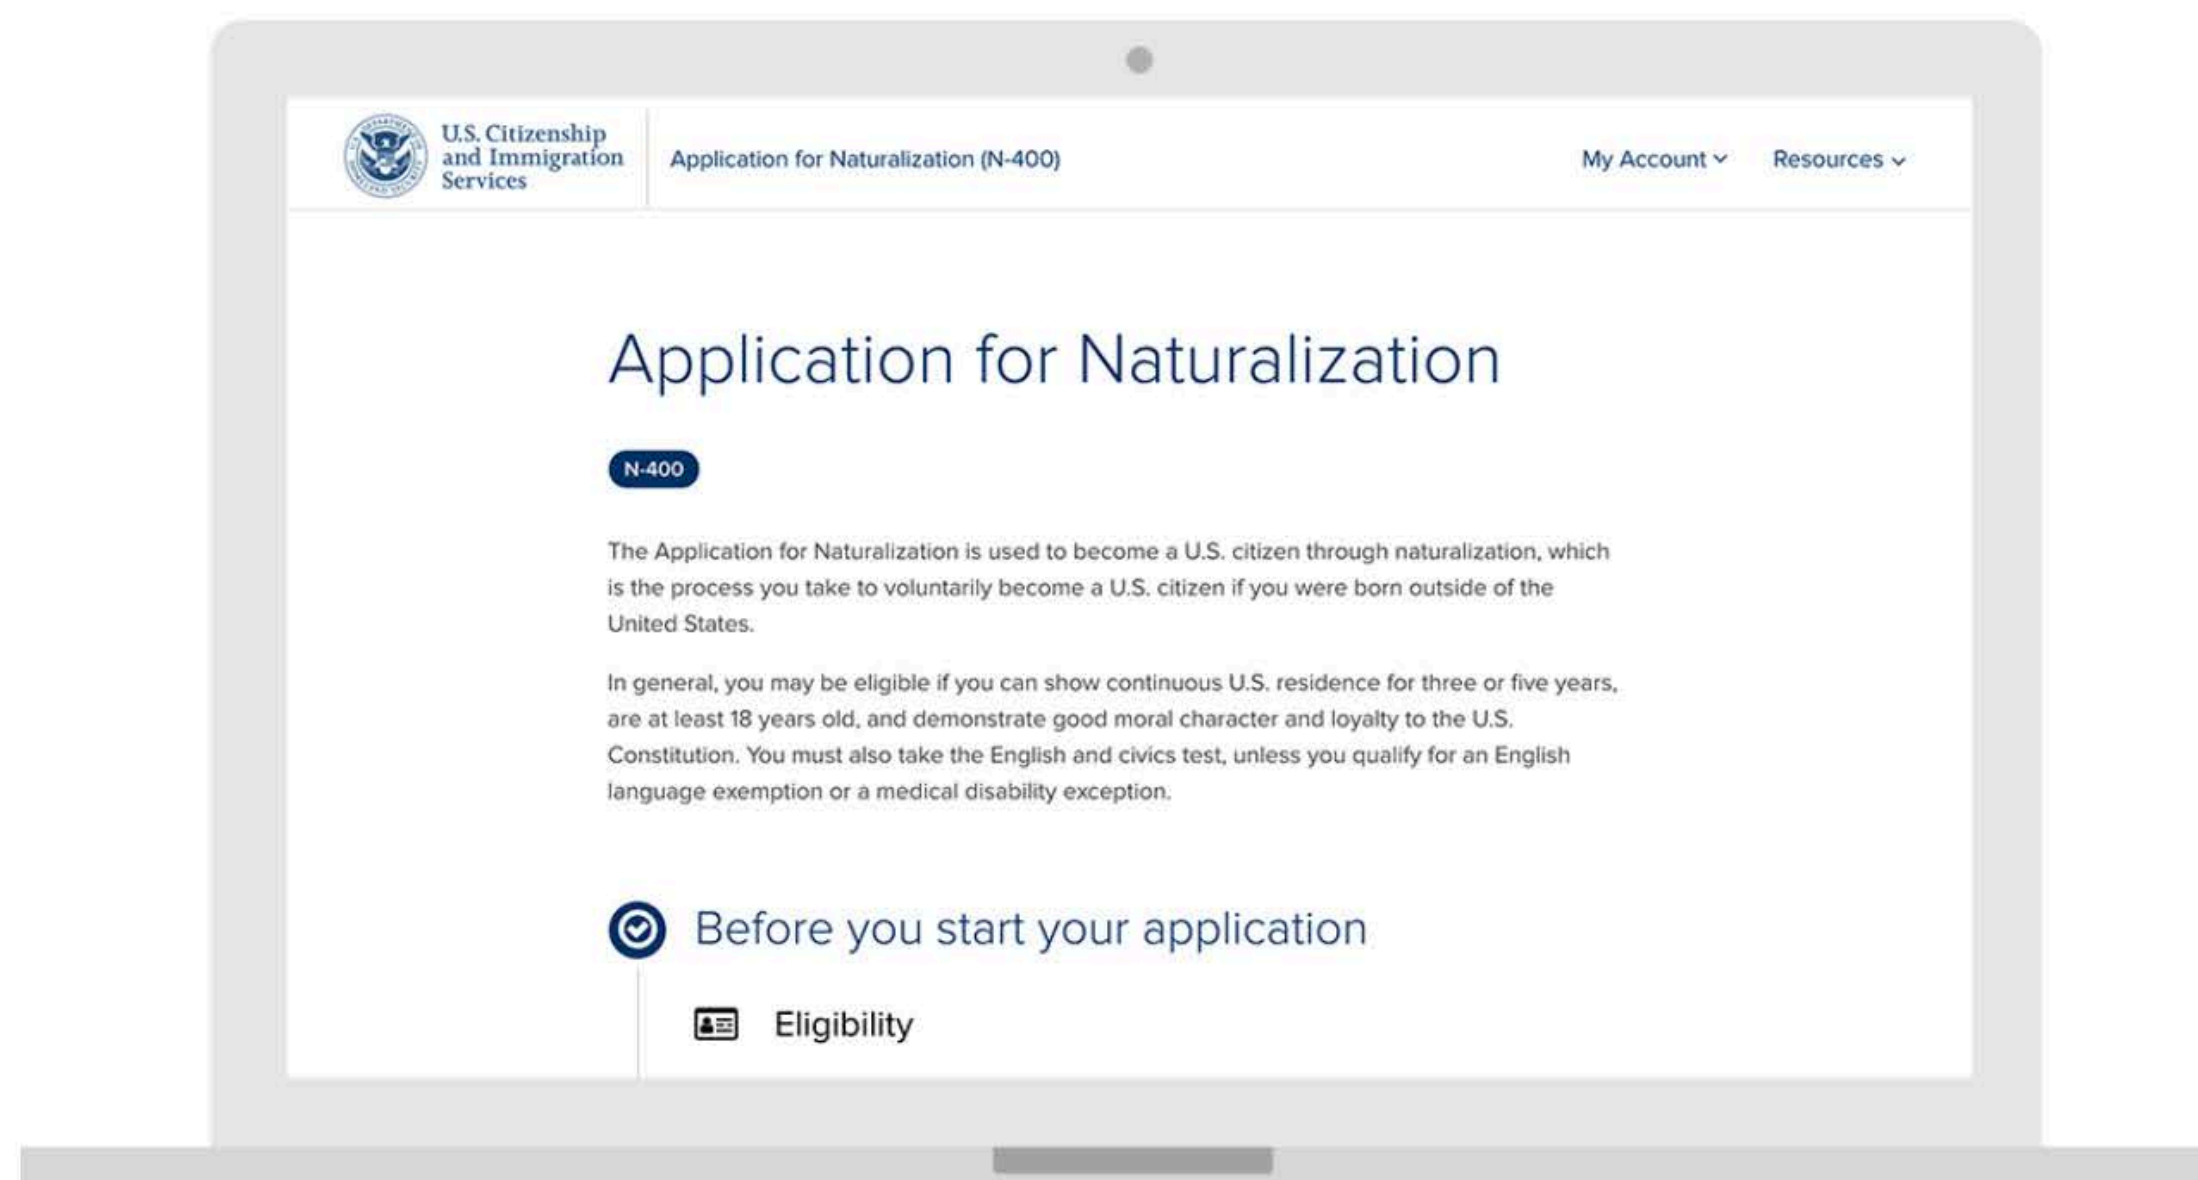 U.S. Citizenship
and Immigration
Services
Application for Naturalization (N-400)
My Account
Resources
Application for Naturalization
N-400
The Application for Naturalization is used to become a U.S. citizen through naturalization, which
is the process you take to voluntarily become a U.S. citizen if you were born outside of the
United States.
In general, you may be eligible if you can show continuous U.S. residence for three or five years,
are at least 18 years old, and demonstrate good moral character and loyalty to the U.S.
Constitution. You must also take the English and civics test, unless you qualify for an English
language exemption or a medical disability exception.
Before you start your application
Eligibility